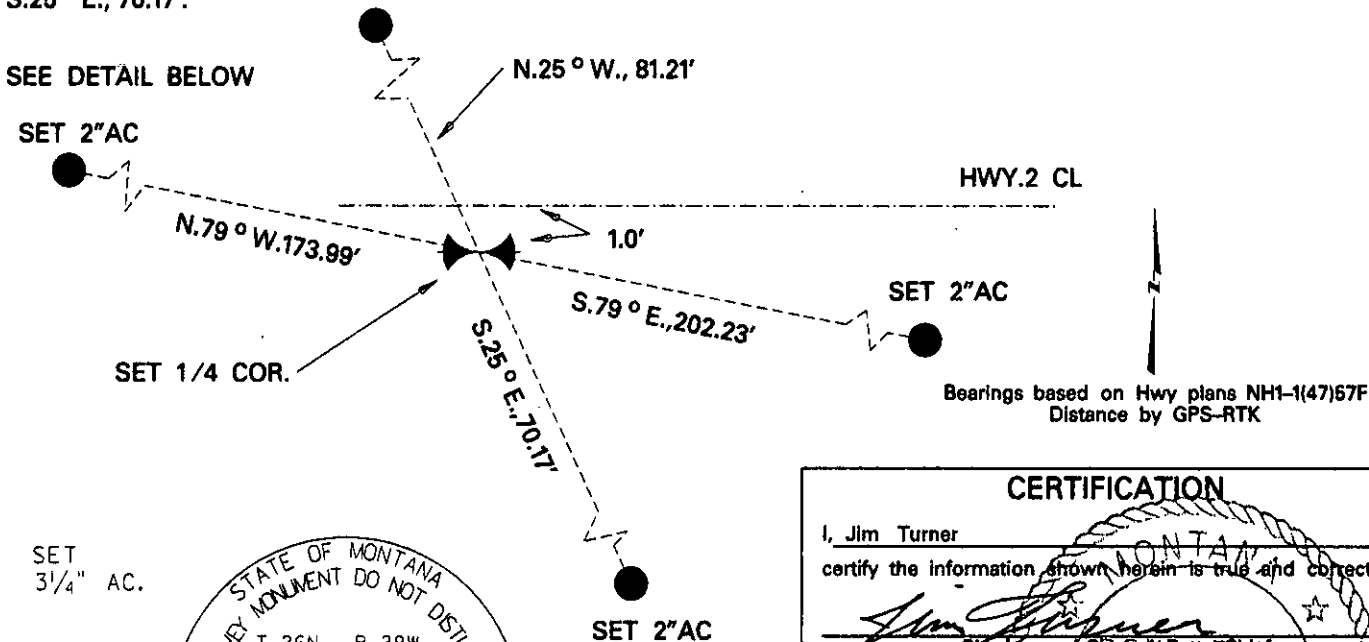 S.25° E., 70.17'.
SEE DETAIL BELOW
N.25° W., 81.21'
SET 2"AC
HWY.2 CL
N.79° W.173.99'
1.0'
S.79° E.,202.23'
SET 2"AC
SET 1/4 COR.
S.25° E.,70.17'
N
Bearings based on Hwy plans NH1-1(47)57F
Distance by GPS-RTK
SET
3¼" AC.
SET 2"AC
STATE OF MONTANA
MONUMENT DO NOT
T 26N R 29W
CERTIFICATION
I, Jim Turner
certify the information shown herein is true and correct
MONTANA
Jim Turner